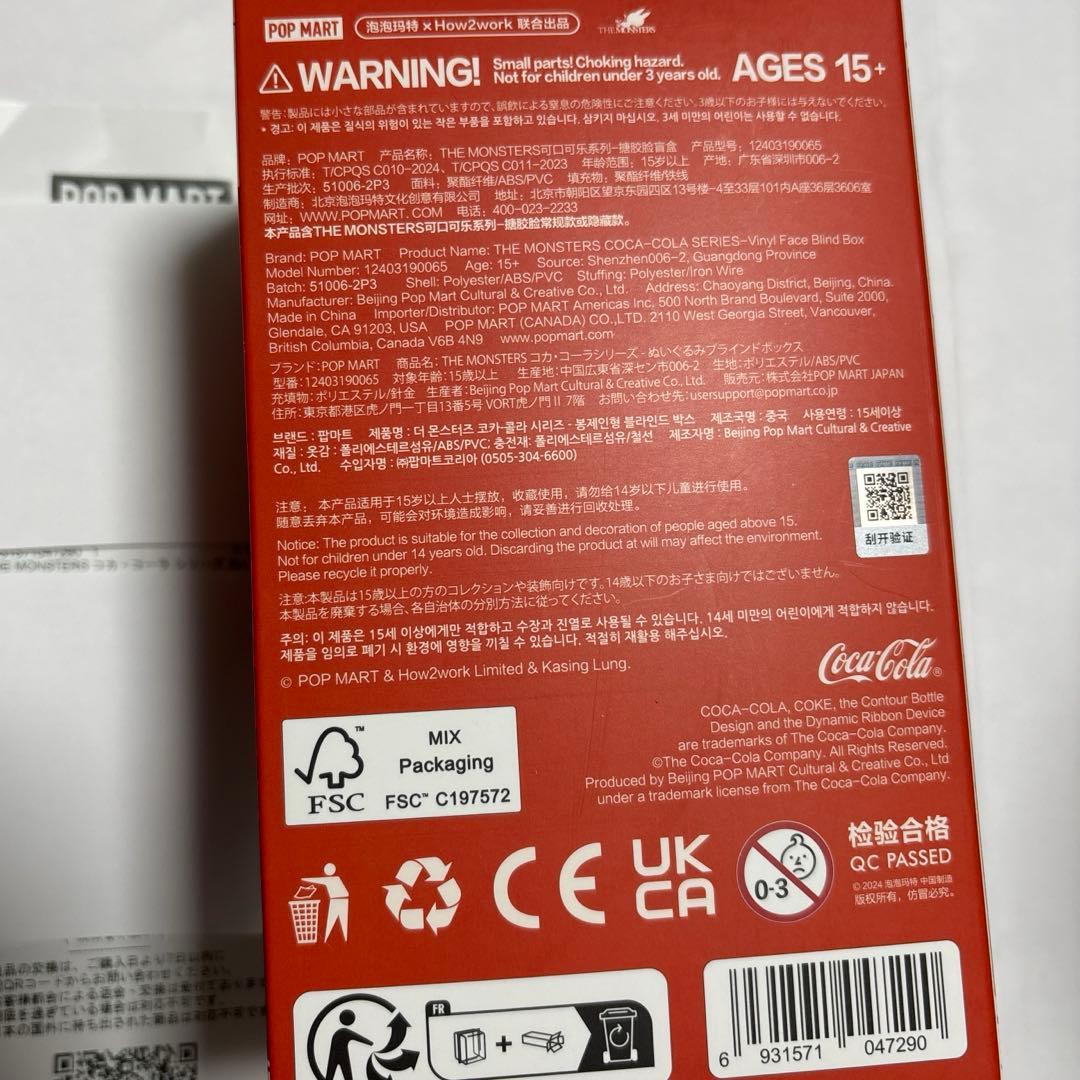 POP MART 泡泡玛特 × How2work 联合出品 THE MONSTERS
WARNING! Small parts! Choking hazard. Not for children under 3 years old. AGES 15+
警告:製品には小さな部品が含まれていますので、誤飲による窒息の危険性にご注意ください。3歳以下のお子様には与えないでください。
* 경고: 이 제품은 질식의 위험이 있는 작은 부품을 포함하고 있습니다. 삼키지 마십시오. 3세 미만의 어린이는 사용할 수 없습니다.
品牌：POP MART 产品名称：THE MONSTERS可口可乐系列-搪胶脸盲盒 产品型号：12403190065
执行标准：T/CPQS C010-2024、T/CPQS C011-2023 年龄范围：15岁以上 产地：广东省深圳市006-2
生产批次：51006-2P3 面料：聚酯纤维/ABS/PVC 填充物：聚酯纤维/铁线
制造商：北京泡泡玛特文化创意有限公司 地址：北京市朝阳区望京东园四区13号楼-4至33层101内A座36层3606室
网址：WWW.POPMART.COM 电话：400-023-2233
本产品含THE MONSTERS可口可乐系列-搪胶脸常规款或隐藏款。
Brand: POP MART Product Name: THE MONSTERS COCA-COLA SERIES-Vinyl Face Blind Box
Model Number: 12403190065 Age: 15+ Source: Shenzhen006-2, Guangdong Province
Batch: 51006-2P3 Shell: Polyester/ABS/PVC Stuffing: Polyester/Iron Wire
Manufacturer: Beijing Pop Mart Cultural & Creative Co., Ltd. Address: Chaoyang District, Beijing, China.
Made in China Importer/Distributor: POP MART Americas Inc. 500 North Brand Boulevard, Suite 2000,
Glendale, CA 91203, USA POP MART (CANADA) CO.,LTD. 2110 West Georgia Street, Vancouver,
British Columbia, Canada V6B 4N9 www.popmart.com
ブランド：POP MART 商品名：THE MONSTERS コカ・コーラシリーズ - ぬいぐるみブラインドボックス
型番：12403190065 対象年齢：15歳以上 生産地：中国広東省深セン市006-2 生地：ポリエステル/ABS/PVC
充填物：ポリエステル/針金 生産者：Beijing Pop Mart Cultural & Creative Co., Ltd. 販売元：株式会社POP MART JAPAN
住所：東京都港区虎ノ門一丁目13番5号 VORT虎ノ門II 7階 お問い合わせ先：usersupport@popmart.co.jp
브랜드 : 팝마트 제품명 : 더 몬스터즈 코카-콜라 시리즈 - 봉제인형 블라인드 박스 제조국명 : 중국 사용연령 : 15세이상
재질 : 옷감 : 폴리에스테르섬유/ABS/PVC; 충전재: 폴리에스테르섬유/철선 제조자명 : Beijing Pop Mart Cultural & Creative
Co., Ltd. 수입자명 : ㈜팝마트코리아 (0505-304-6600)
注意： 本产品适用于15岁以上人士摆放，收藏使用，请勿给14岁以下儿童进行使用。
随意丢弃本产品，可能会对环境造成影响，请妥善进行回收处理。
刮开验证
Notice: The product is suitable for the collection and decoration of people aged above 15.
Not for children under 14 years old. Discarding the product at will may affect the environment.
Please recycle it properly.
注意:本製品は15歳以上の方のコレクションや装飾向けです。14歳以下のお子さま向けではございません。
本製品を廃棄する場合、各自治体の分別方法に従ってください。
주의: 이 제품은 15세 이상에게만 적합하고 수장과 진열로 사용될 수 있습니다. 14세 미만의 어린이에게 적합하지 않습니다.
제품을 임의로 폐기 시 환경에 영향을 끼칠 수 있습니다. 적절히 재활용 해주십시오.
© POP MART & How2work Limited & Kasing Lung.
Coca-Cola®
COCA-COLA, COKE, the Contour Bottle
Design and the Dynamic Ribbon Device
are trademarks of The Coca-Cola Company.
©The Coca-Cola Company. All Rights Reserved.
Produced by Beijing POP MART Cultural & Creative Co., Ltd
under a trademark license from The Coca-Cola Company.
MIX
Packaging
FSC FSC™ C197572
CE UK CA 0-3
检验合格
QC PASSED
© 2024 泡泡玛特 中国制造
版权所有，仿冒必究。
FR
6 931571 047290
POP MART